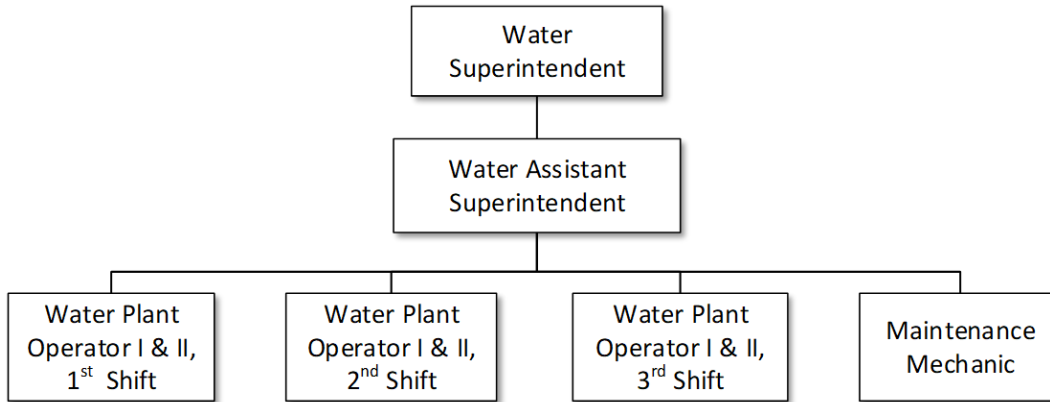 Water
Superintendent
Water Assistant
Superintendent
Water Plant
Operator I & II,
1st Shift
Water Plant
Operator I & II,
2nd Shift
Water Plant
Operator I & II,
3rd Shift
Maintenance
Mechanic